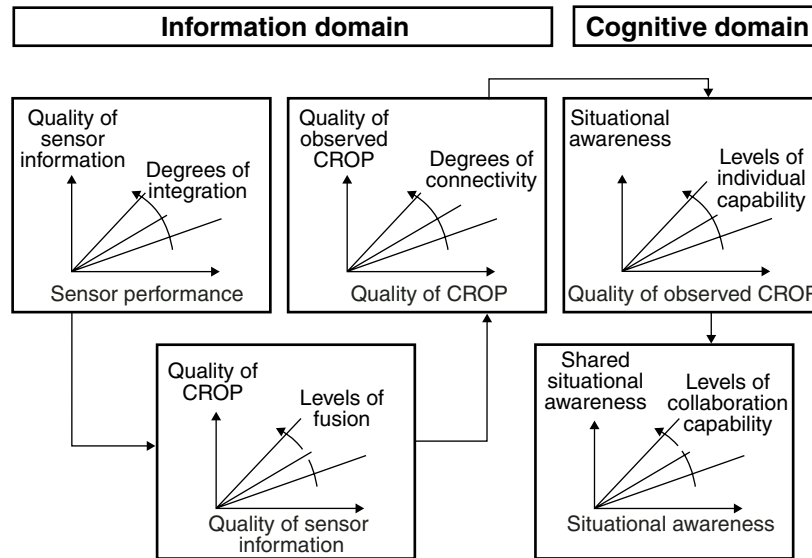 Information domain
Cognitive domain
Quality of
sensor
information
Degrees of
integration
Sensor performance
Quality of
observed
CROP
Degrees of
connectivity
Quality of CROP
Situational
awareness
Levels of
individual
capability
Quality of observed CROP
Quality of
CROP
Levels of
fusion
Quality of sensor
information
Shared
situational
awareness
Levels of
collaboration
capability
Situational awareness